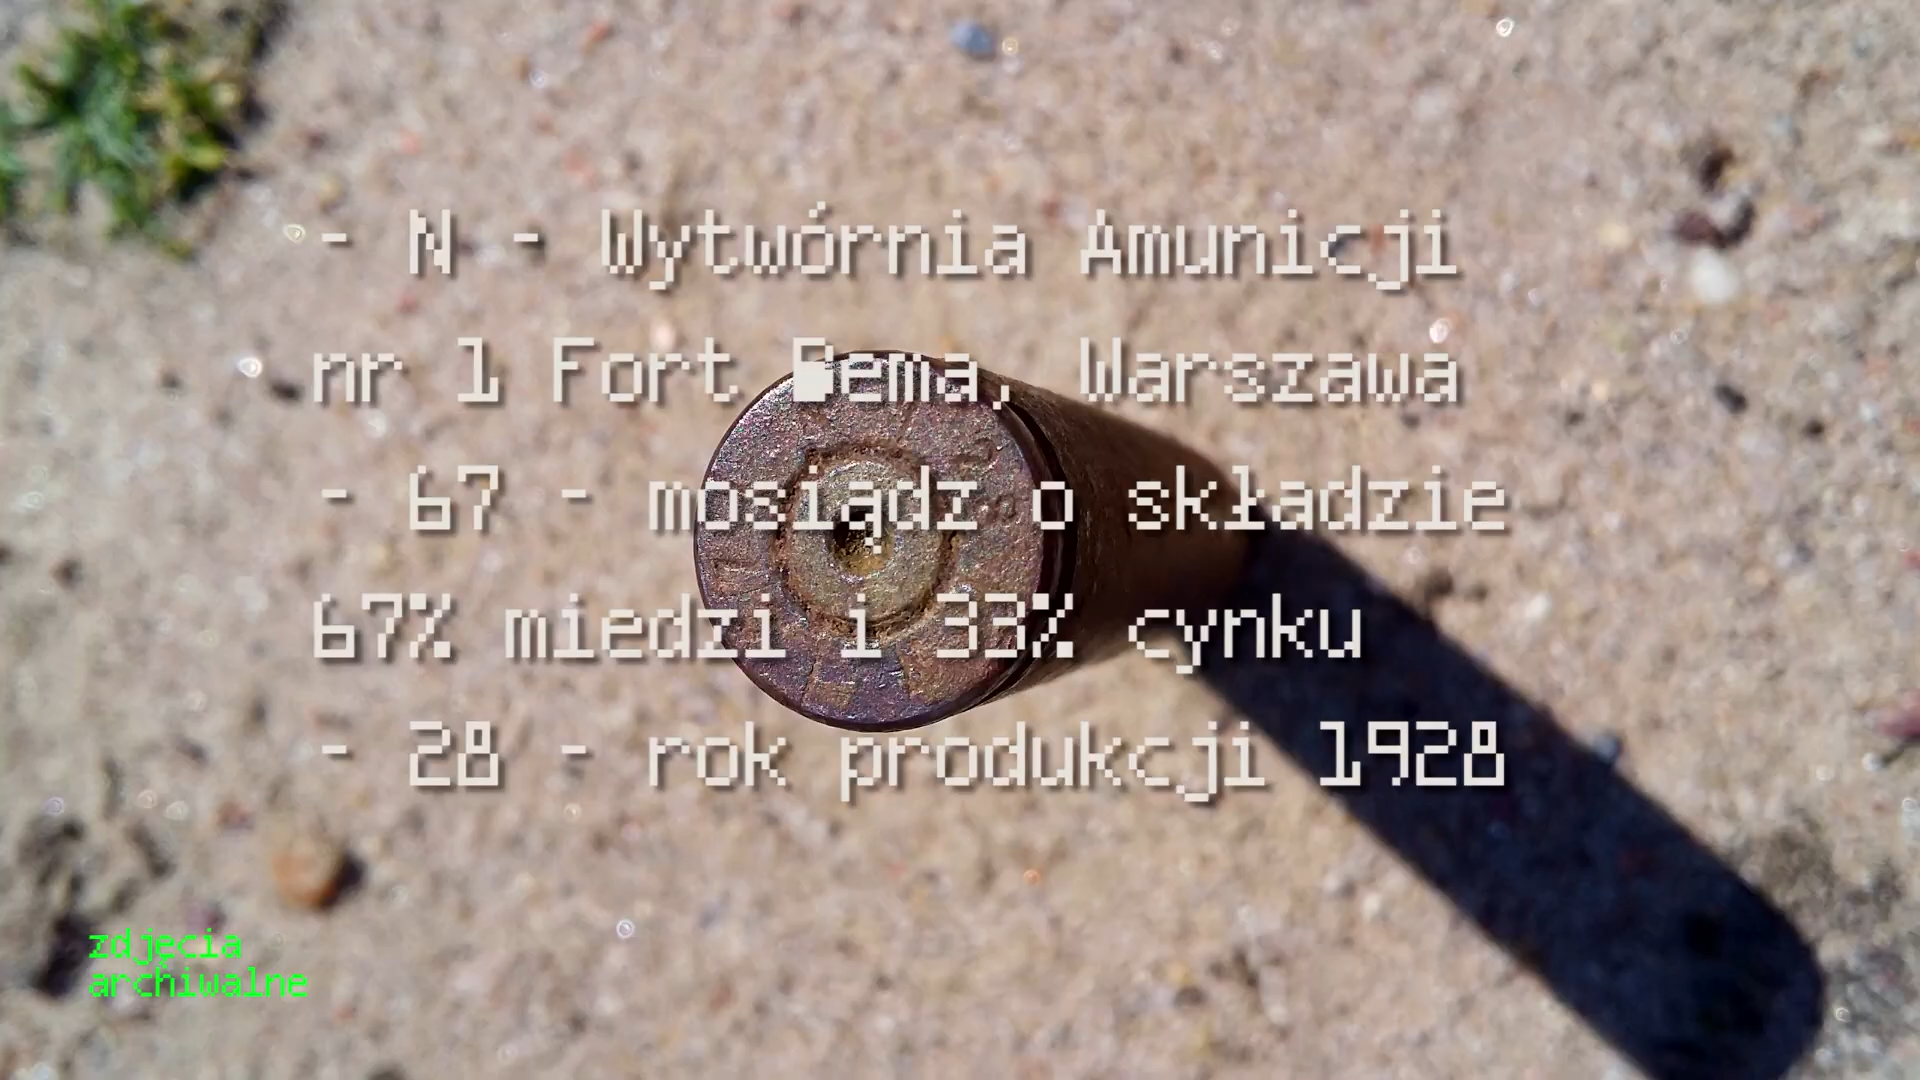 - N - Wytwórnia Amunicji
nr 1 Fort Bema, Warszawa
- 67 - mosiądz o składzie
67% miedzi i 33% cynku
- 28 - rok produkcji 1928
zdjęcia
archiwalne